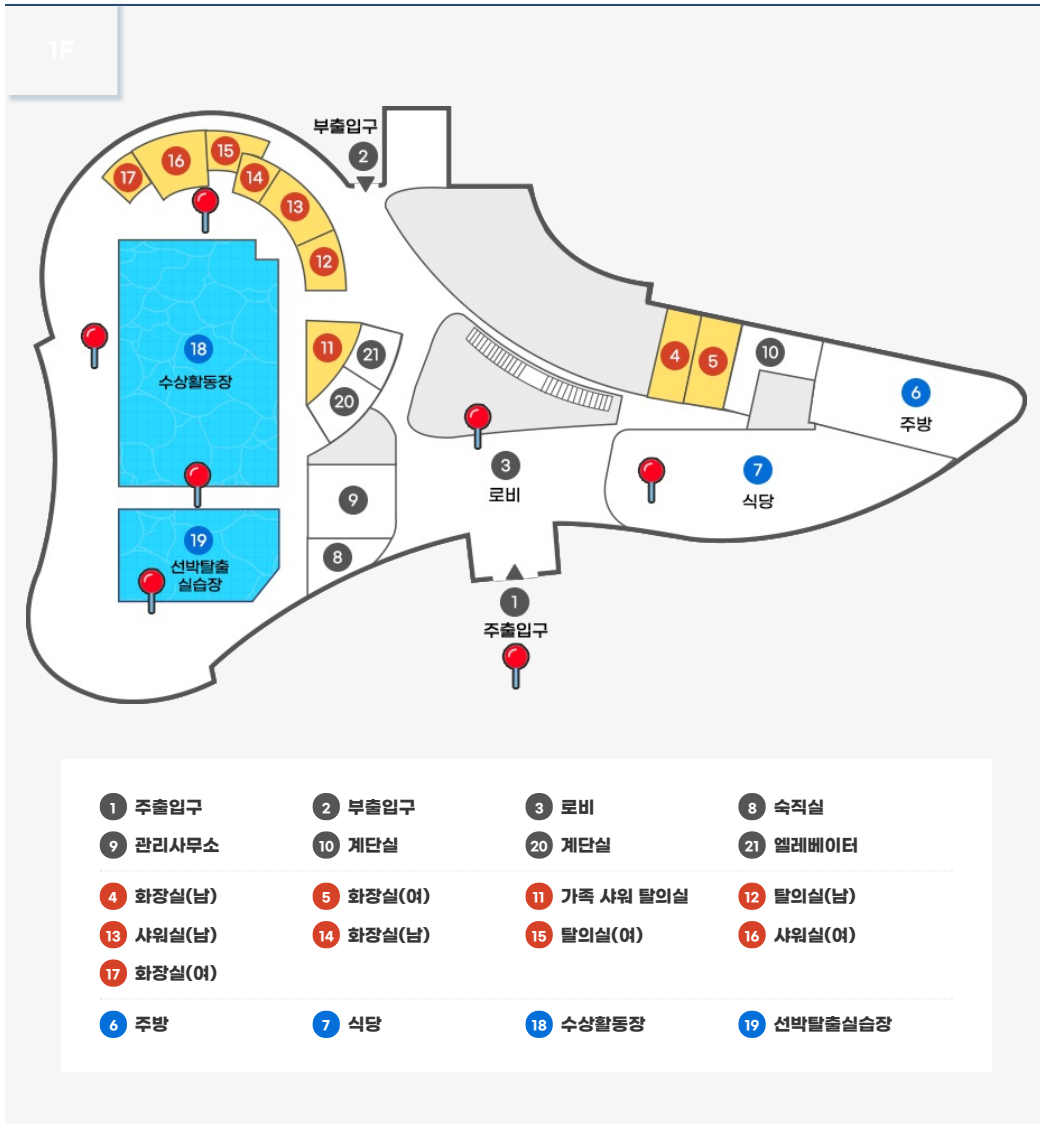 1F
부출입구
2
15
16
17
14
13
12
11
21
20
18
수상활동장
4
5
10
6
주방
3
로비
7
식당
9
8
19
선박탈출
실습장
1
주출입구
1 주출입구 2 부출입구 3 로비 8 숙직실
9 관리사무소 10 계단실 20 계단실 21 엘레베이터
4 화장실(남) 5 화장실(여) 11 가족 샤워 탈의실 12 탈의실(남)
13 샤워실(남) 14 화장실(남) 15 탈의실(여) 16 샤워실(여)
17 화장실(여)
6 주방 7 식당 18 수상활동장 19 선박탈출실습장